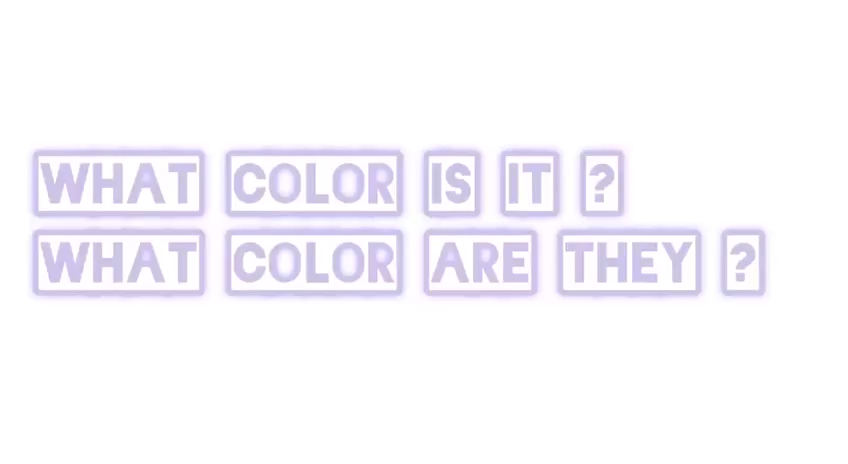 WHAT COLOR IS IT ?
WHAT COLOR ARE THEY ?